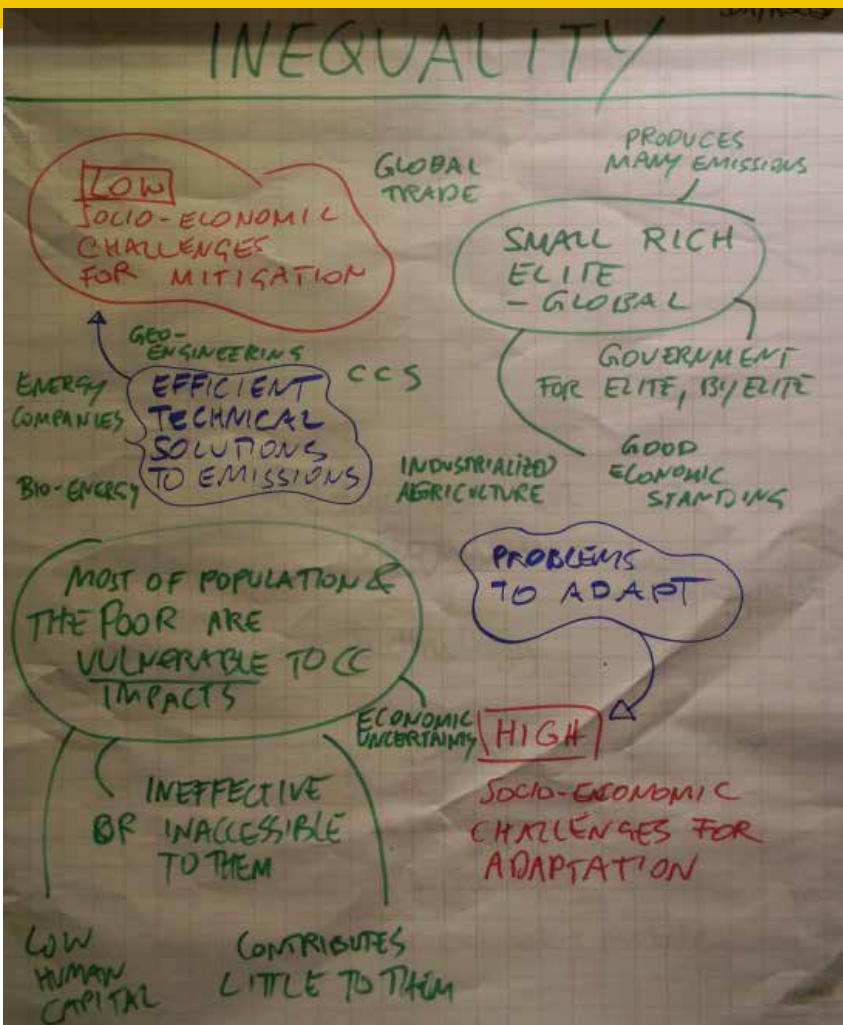 INEQUALITY
LOW
SOCIO-ECONOMIC
CHALLENGES
FOR MITIGATION
GLOBAL
TRADE
PRODUCES
MANY EMISSIONS
SMALL RICH
ELITE
- GLOBAL
GOVERNMENT
FOR ELITE, BY ELITE
GOOD
ECONOMIC
STANDING
GEO-
ENGINEERING
CCS
ENERGY
COMPANIES
EFFICIENT
TECHNICAL
SOLUTIONS
TO EMISSIONS
BIO-ENERGY
INDUSTRIALIZED
AGRICULTURE
MOST OF POPULATION &
THE POOR ARE
VULNERABLE TO CC
IMPACTS
PROBLEMS
TO ADAPT
ECONOMIC
UNCERTAINTY
HIGH
SOCIO-ECONOMIC
CHALLENGES FOR
ADAPTATION
INEFFECTIVE
OR INACCESSIBLE
TO THEM
LOW
HUMAN
CAPITAL
CONTRIBUTES
LITTLE TO THEM